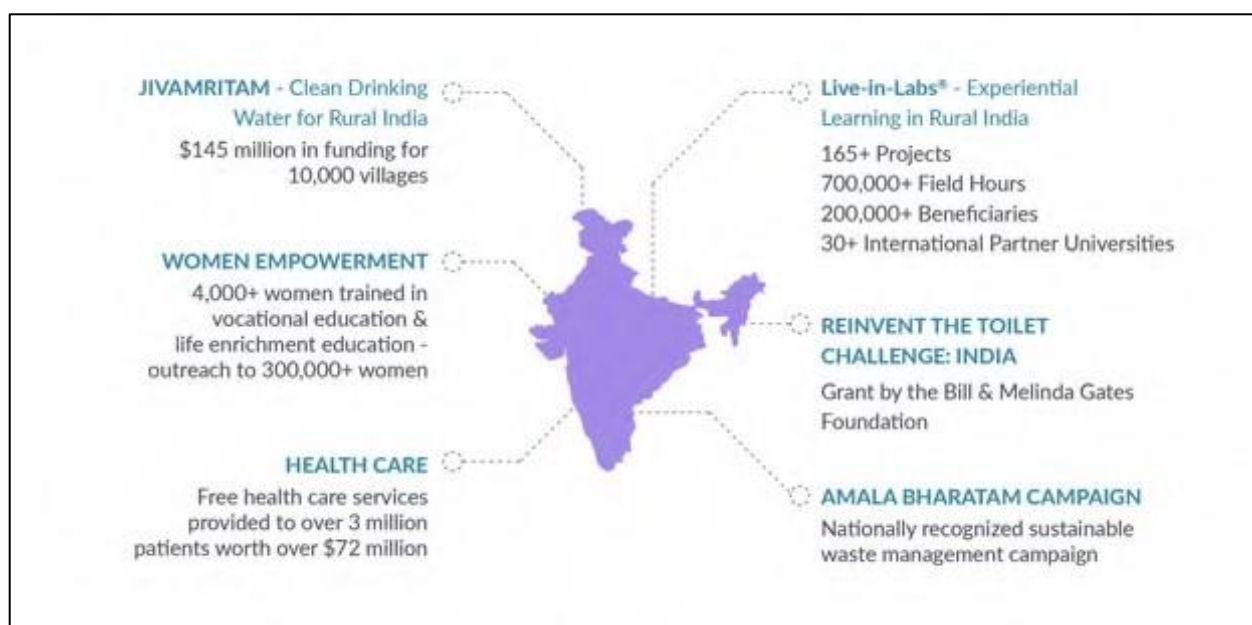 JIVAMRITAM - Clean Drinking
Water for Rural India
$145 million in funding for
10,000 villages
WOMEN EMPOWERMENT
4,000+ women trained in
vocational education &
life enrichment education -
outreach to 300,000+ women
HEALTH CARE
Free health care services
provided to over 3 million
patients worth over $72 million
Live-in-Labs® - Experiential
Learning in Rural India
165+ Projects
700,000+ Field Hours
200,000+ Beneficiaries
30+ International Partner Universities
REINVENT THE TOILET
CHALLENGE: INDIA
Grant by the Bill & Melinda Gates
Foundation
AMALA BHARATAM CAMPAIGN
Nationally recognized sustainable
waste management campaign